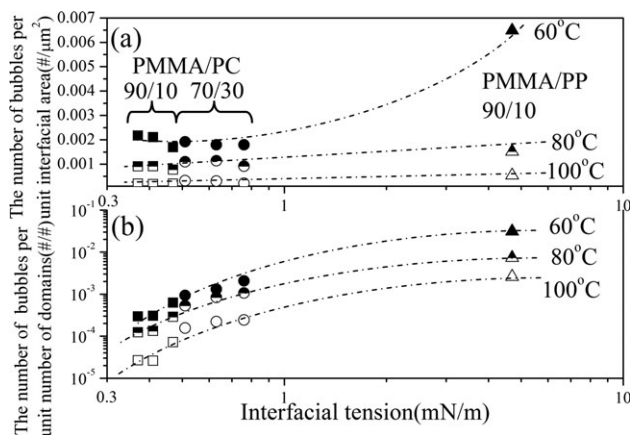 The number of bubbles per
unit interfacial area(#/μm²)
0.007
0.006
0.005
0.004
0.003
0.002
0.001
(a)
PMMA/PC
90/10 70/30
PMMA/PP
90/10
60°C
80°C
100°C
0.3 1 10
The number of bubbles per
unit number of domains(#/#)
10⁻¹
10⁻²
10⁻³
10⁻⁴
10⁻⁵
(b)
60°C
80°C
100°C
0.3 1 10
Interfacial tension(mN/m)